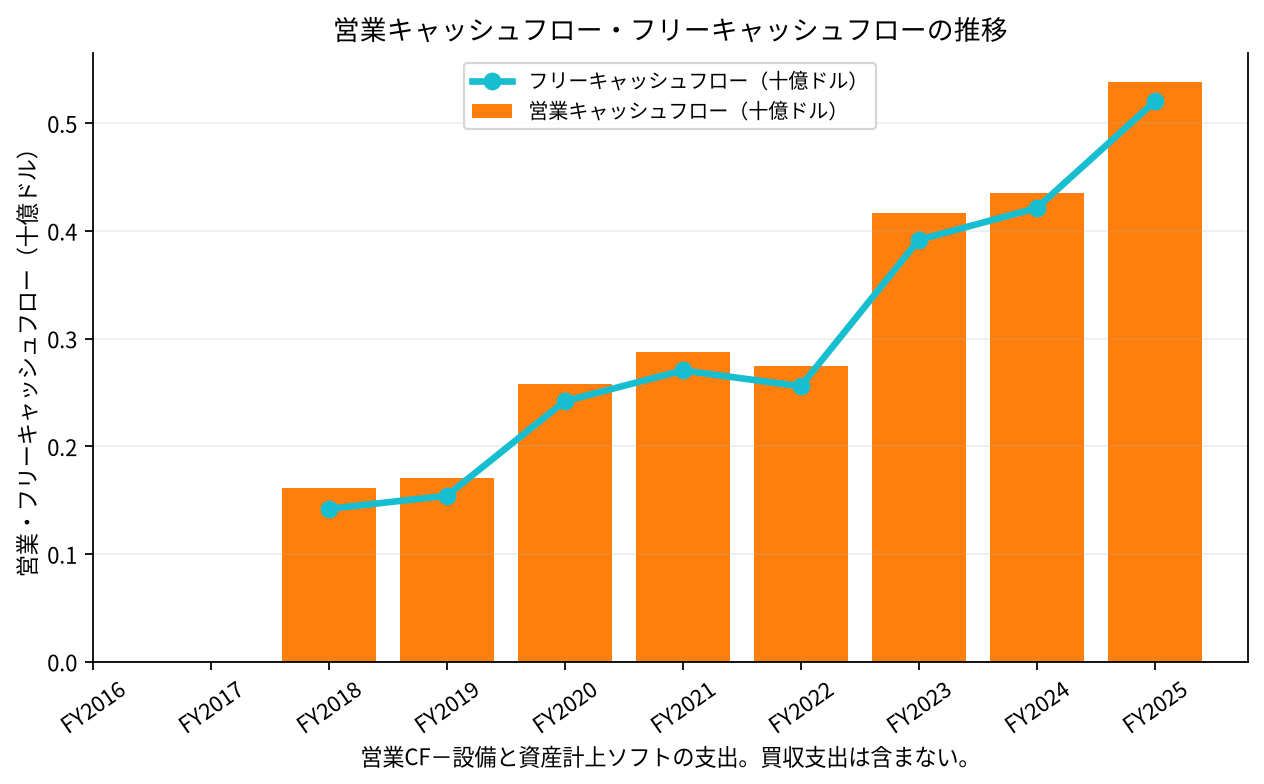 営業キャッシュフロー・フリーキャッシュフローの推移
フリーキャッシュフロー（十億ドル）
営業キャッシュフロー（十億ドル）
営業・フリーキャッシュフロー（十億ドル）
0.5
0.4
0.3
0.2
0.1
0.0
FY2016
FY2017
FY2018
FY2019
FY2020
FY2021
FY2022
FY2023
FY2024
FY2025
営業CF－設備と資産計上ソフトの支出。買収支出は含まない。